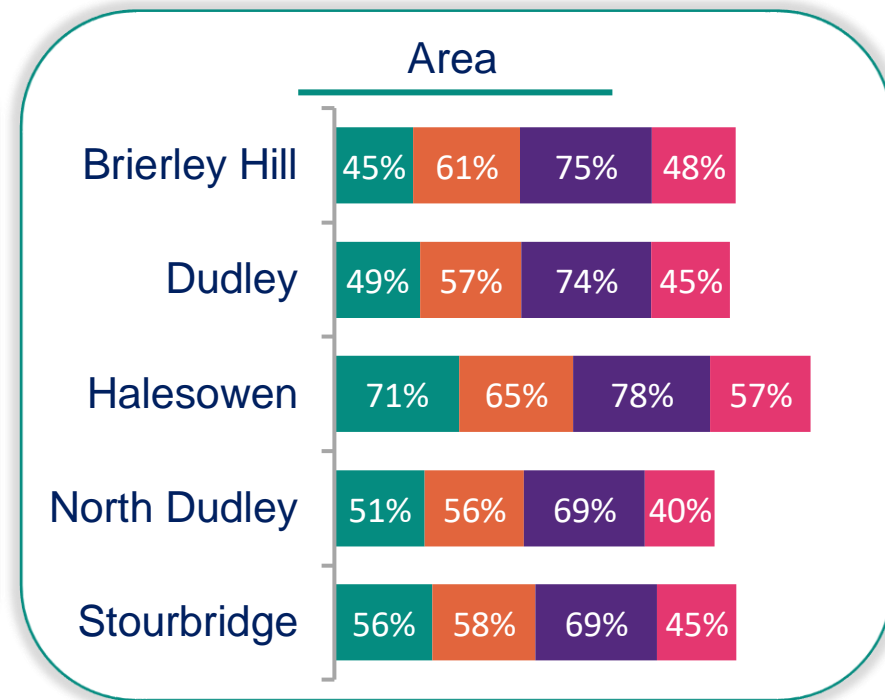 Area
Brierley Hill 45% 61% 75% 48%
Dudley 49% 57% 74% 45%
Halesowen 71% 65% 78% 57%
North Dudley 51% 56% 69% 40%
Stourbridge 56% 58% 69% 45%